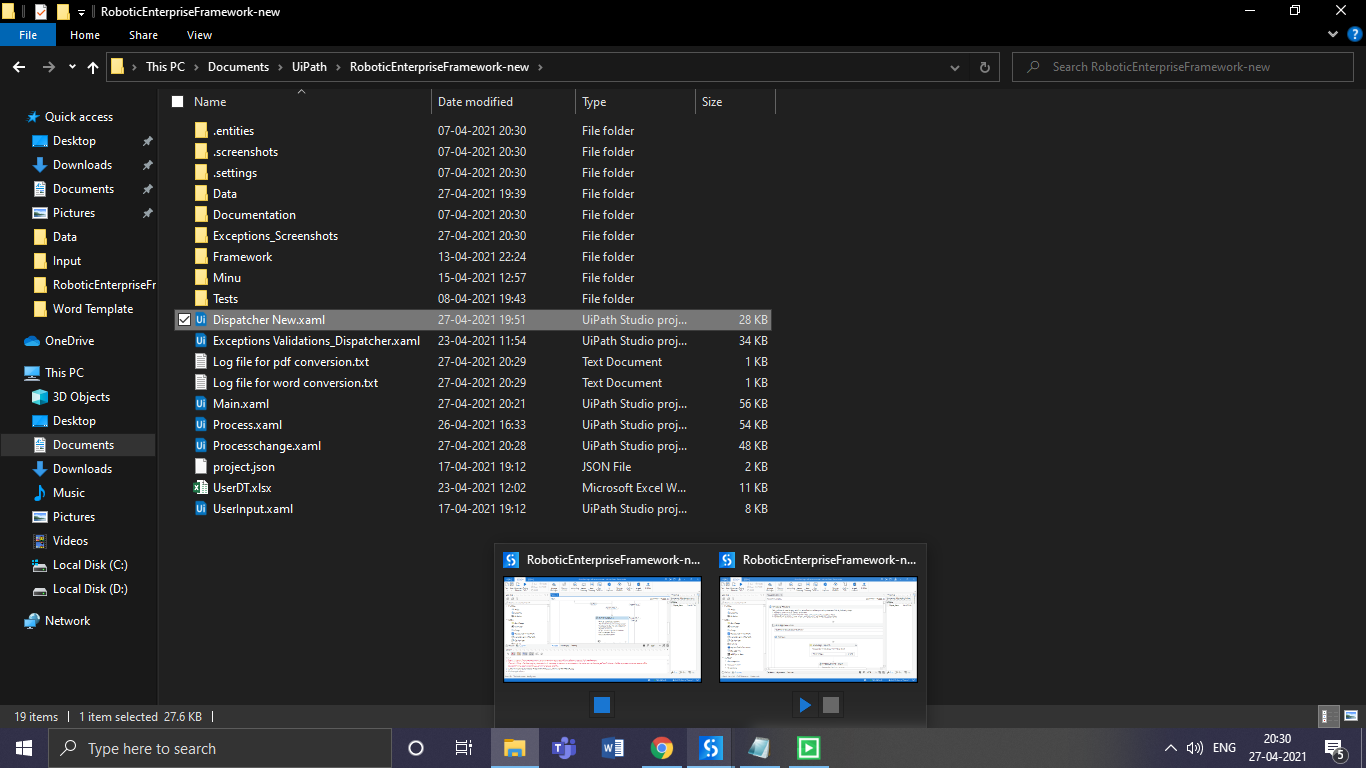 RoboticEnterpriseFramework-new
File Home Share View
This PC Documents UiPath RoboticEnterpriseFramework-new Search RoboticEnterpriseFramework-new
Name Date modified Type Size
Quick access
Desktop
Downloads
Documents
Pictures
Data
Input
RoboticEnterpriseFr
Word Template
OneDrive
This PC
3D Objects
Desktop
Documents
Downloads
Music
Pictures
Videos
Local Disk (C:)
Local Disk (D:)
Network
.entities 07-04-2021 20:30 File folder
.screenshots 07-04-2021 20:30 File folder
.settings 07-04-2021 20:30 File folder
Data 27-04-2021 19:39 File folder
Documentation 07-04-2021 20:30 File folder
Exceptions_Screenshots 27-04-2021 20:30 File folder
Framework 13-04-2021 22:24 File folder
Minu 15-04-2021 12:57 File folder
Tests 08-04-2021 19:43 File folder
Dispatcher New.xaml 27-04-2021 19:51 UiPath Studio proj... 28 KB
Exceptions Validations_Dispatcher.xaml 23-04-2021 11:54 UiPath Studio proj... 34 KB
Log file for pdf conversion.txt 27-04-2021 20:29 Text Document 1 KB
Log file for word conversion.txt 27-04-2021 20:29 Text Document 1 KB
Main.xaml 27-04-2021 20:21 UiPath Studio proj... 56 KB
Process.xaml 26-04-2021 16:33 UiPath Studio proj... 54 KB
Processchange.xaml 27-04-2021 20:28 UiPath Studio proj... 48 KB
project.json 17-04-2021 19:12 JSON File 2 KB
UserDT.xlsx 23-04-2021 12:02 Microsoft Excel W... 11 KB
UserInput.xaml 17-04-2021 19:12 UiPath Studio proj... 8 KB
RoboticEnterpriseFramework-n... RoboticEnterpriseFramework-n...
19 items 1 item selected 27.6 KB
Type here to search
ENG
20:30
27-04-2021
5